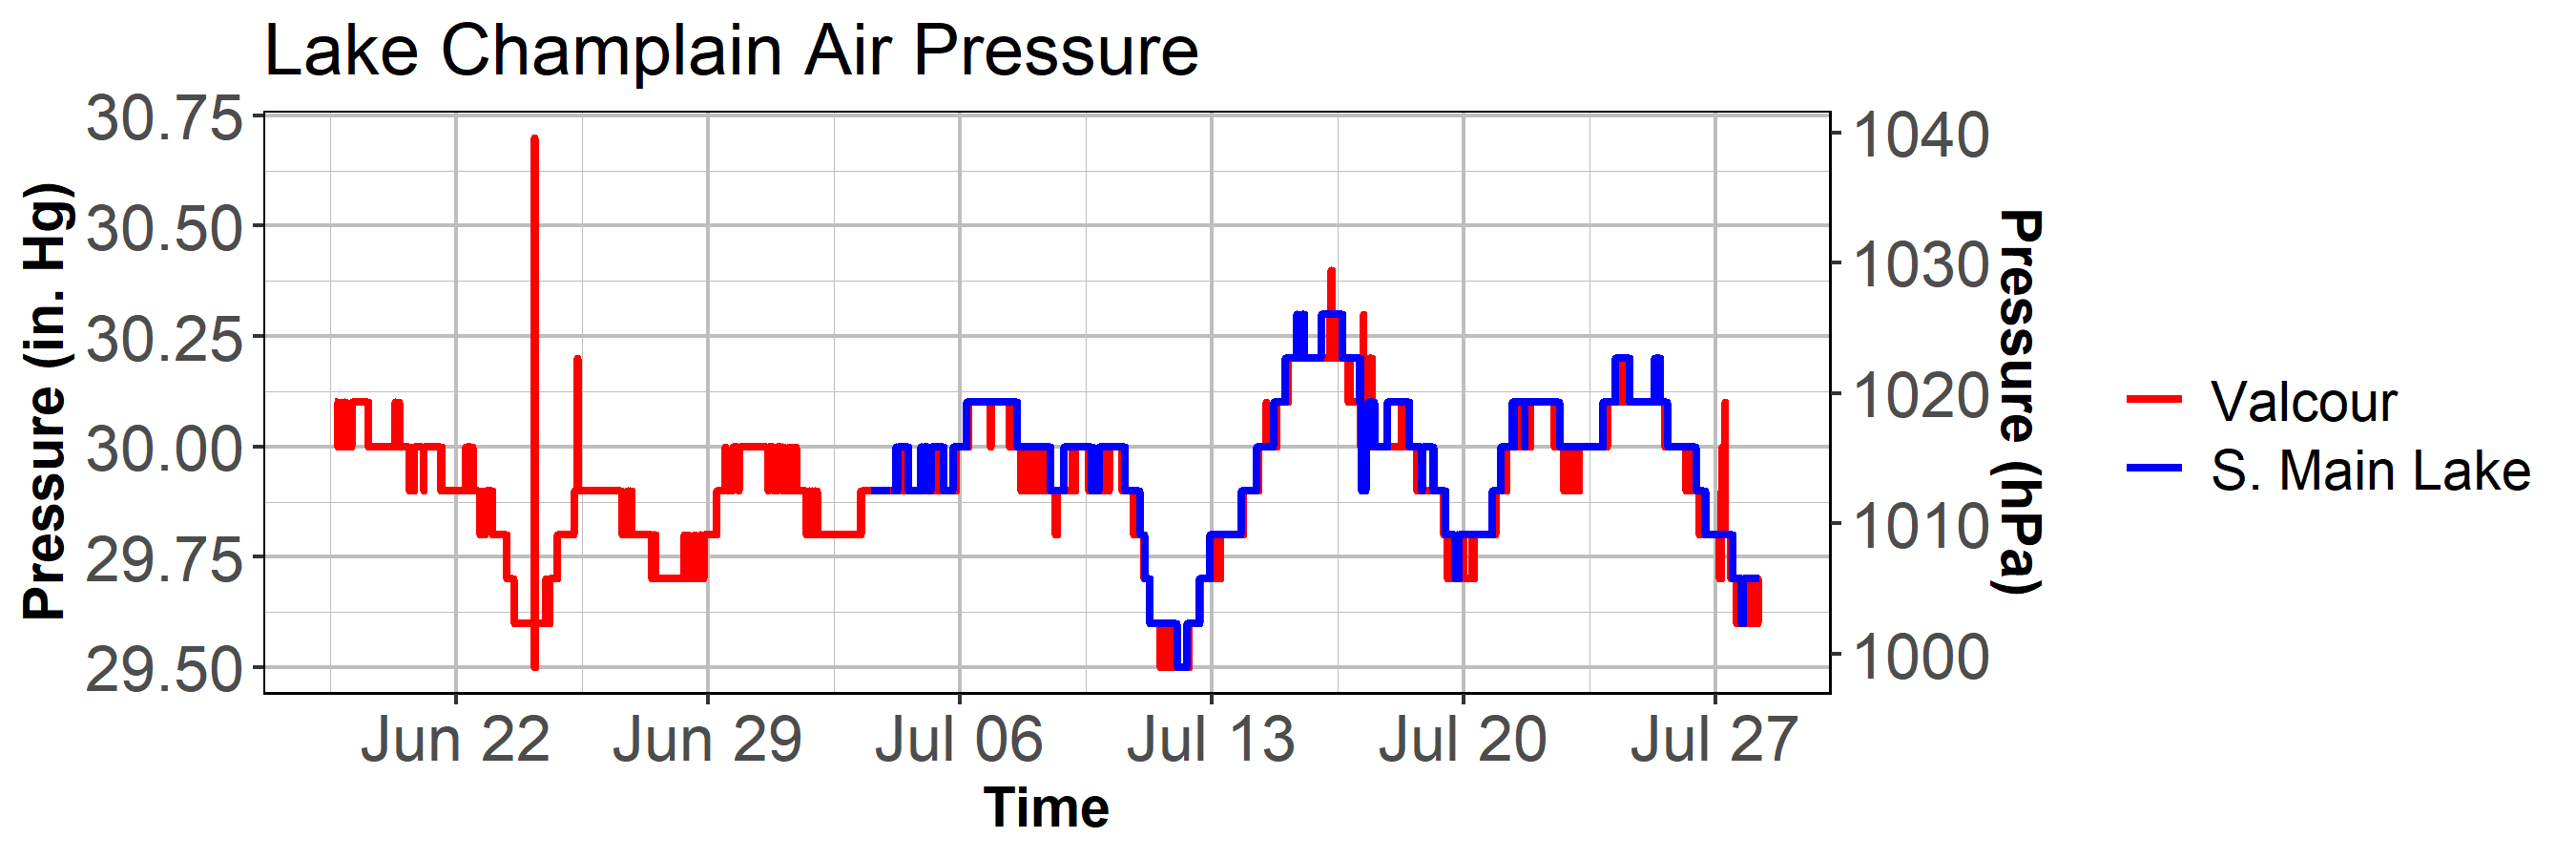 Lake Champlain Air Pressure
Pressure (in. Hg)
30.75
30.50
30.25
30.00
29.75
29.50
1040
1030
1020
1010
1000
Pressure (hPa)
Valcour
S. Main Lake
Jun 22
Jun 29
Jul 06
Jul 13
Jul 20
Jul 27
Time